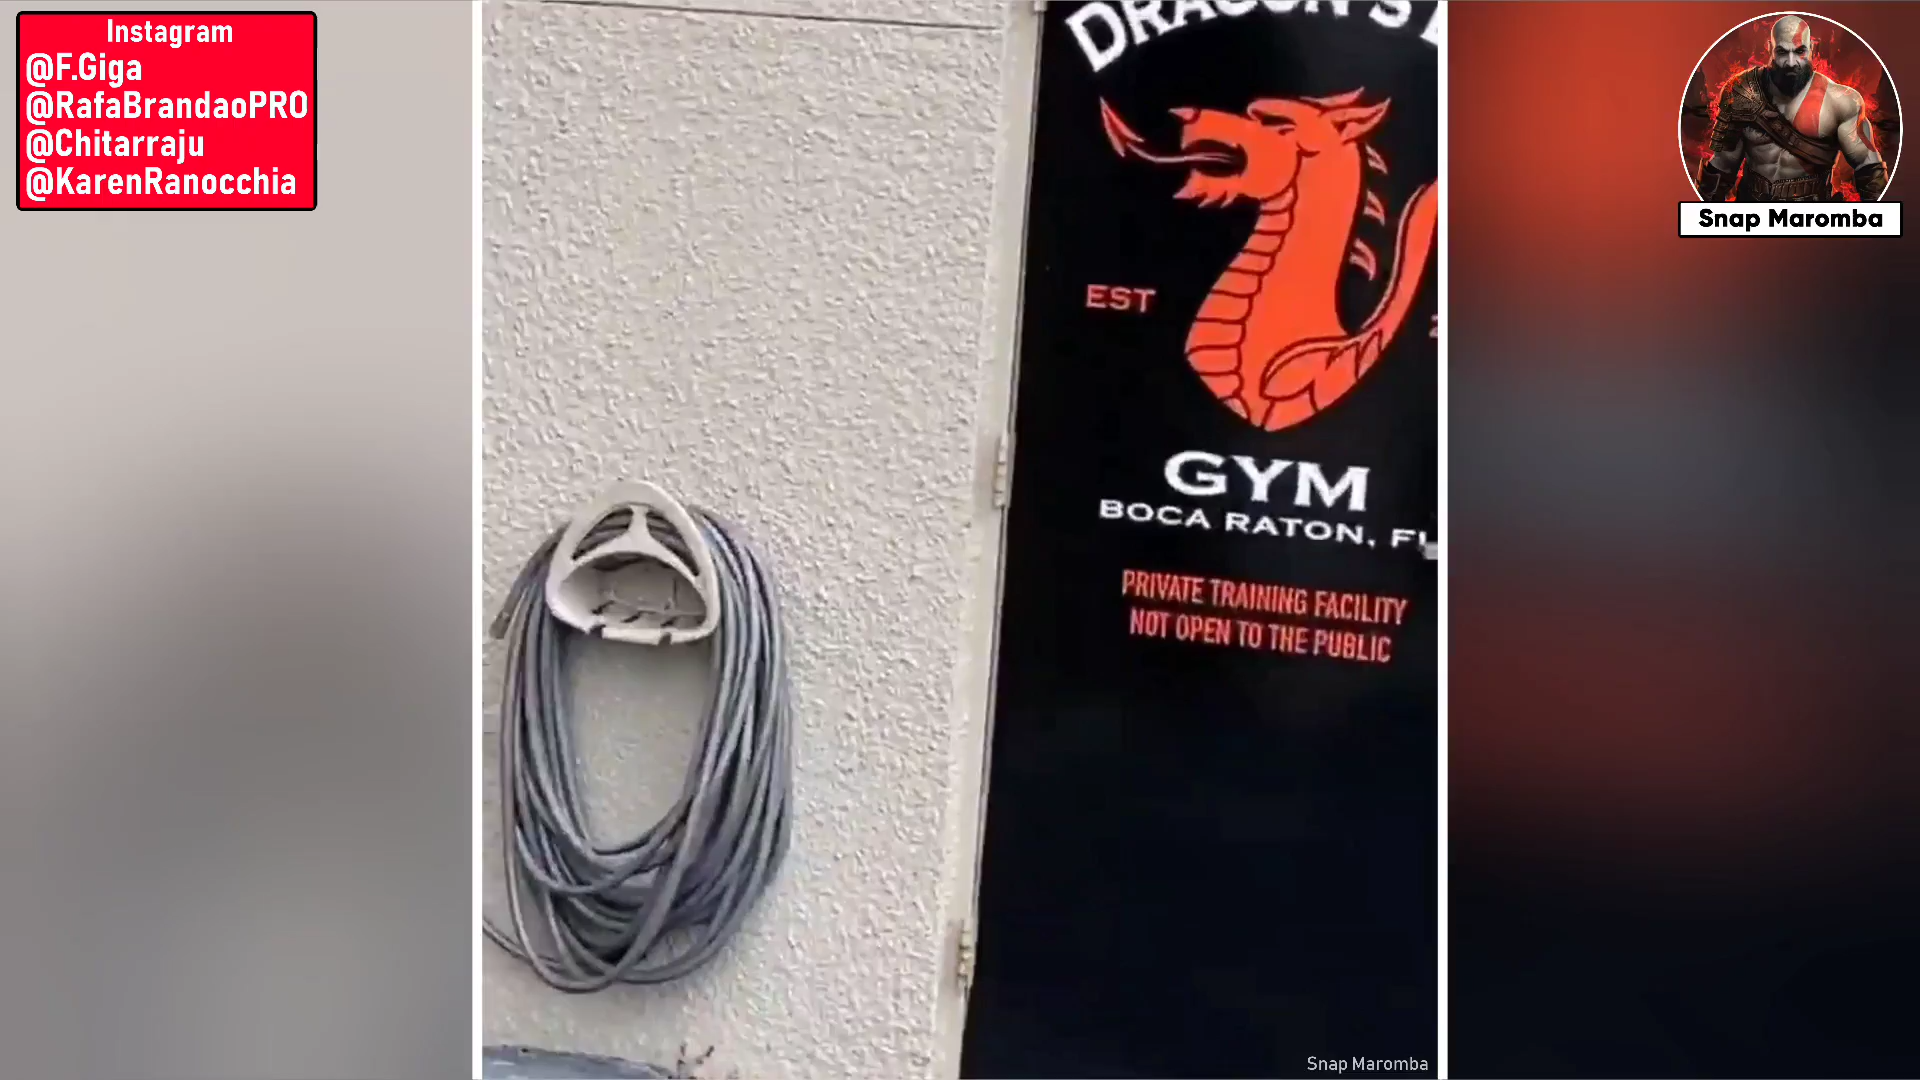 Instagram
@F.Giga
@RafaBrandaoPRO
@Chitarraju
@KarenRanocchia
Snap Maromba
EST
GYM
BOCA RATON, FL
PRIVATE TRAINING FACILITY
NOT OPEN TO THE PUBLIC
Snap Maromba